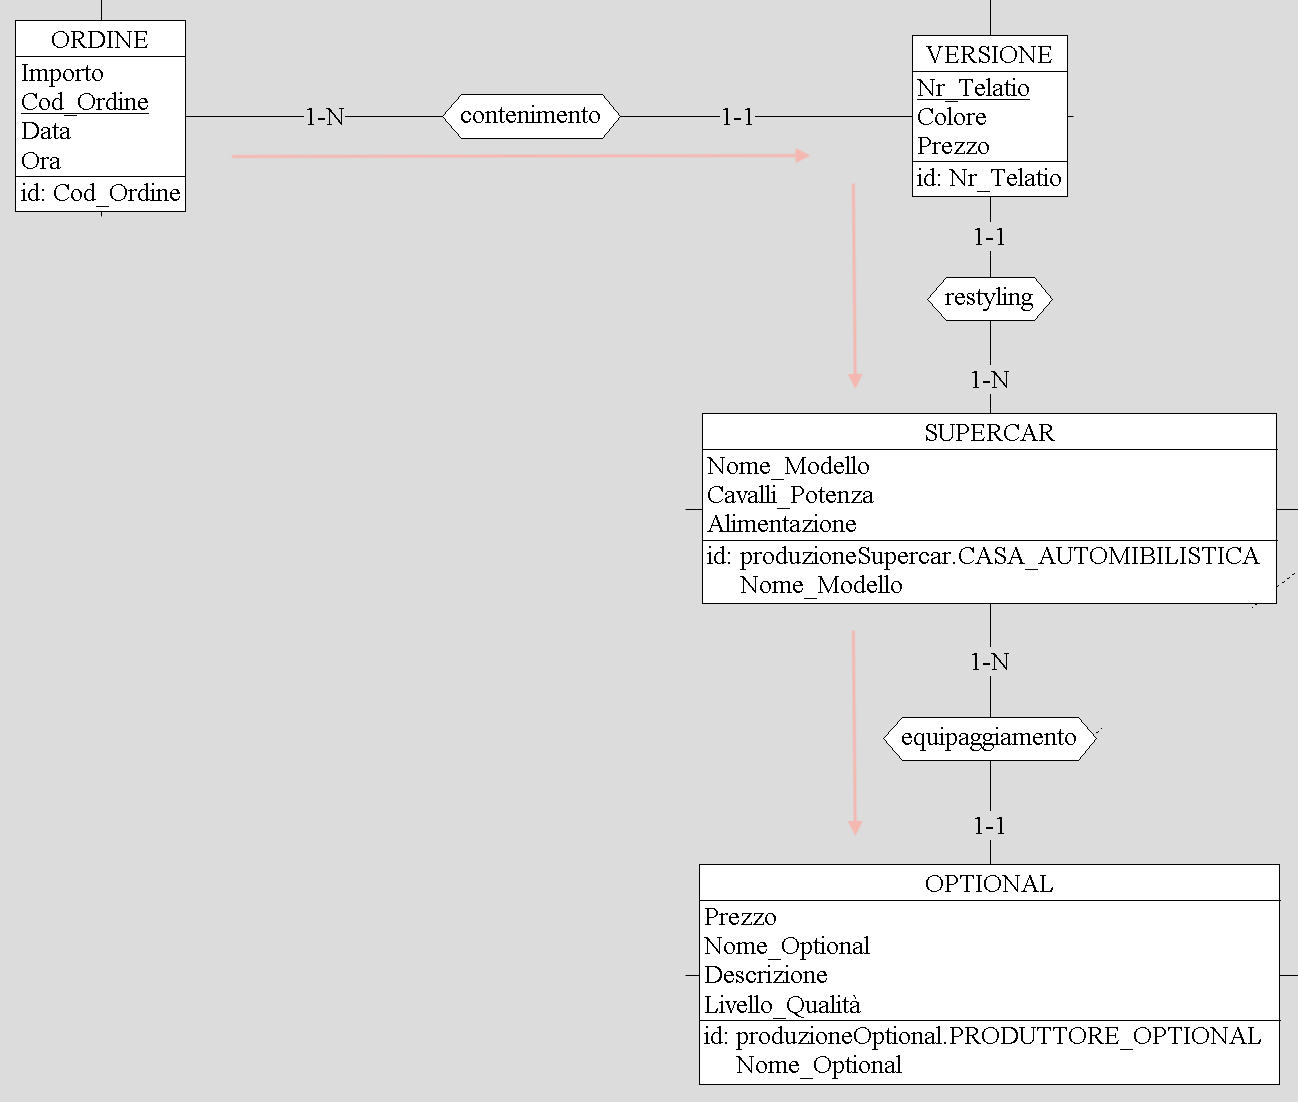 ORDINE
Importo
Cod_Ordine
Data
Ora
id: Cod_Ordine
1-N
contenimento
1-1
VERSIONE
Nr_Telatio
Colore
Prezzo
id: Nr_Telatio
1-1
restyling
1-N
SUPERCAR
Nome_Modello
Cavalli_Potenza
Alimentazione
id: produzioneSupercar.CASA_AUTOMIBILISTICA
Nome_Modello
1-N
equipaggiamento
1-1
OPTIONAL
Prezzo
Nome_Optional
Descrizione
Livello_Qualità
id: produzioneOptional.PRODUTTORE_OPTIONAL
Nome_Optional